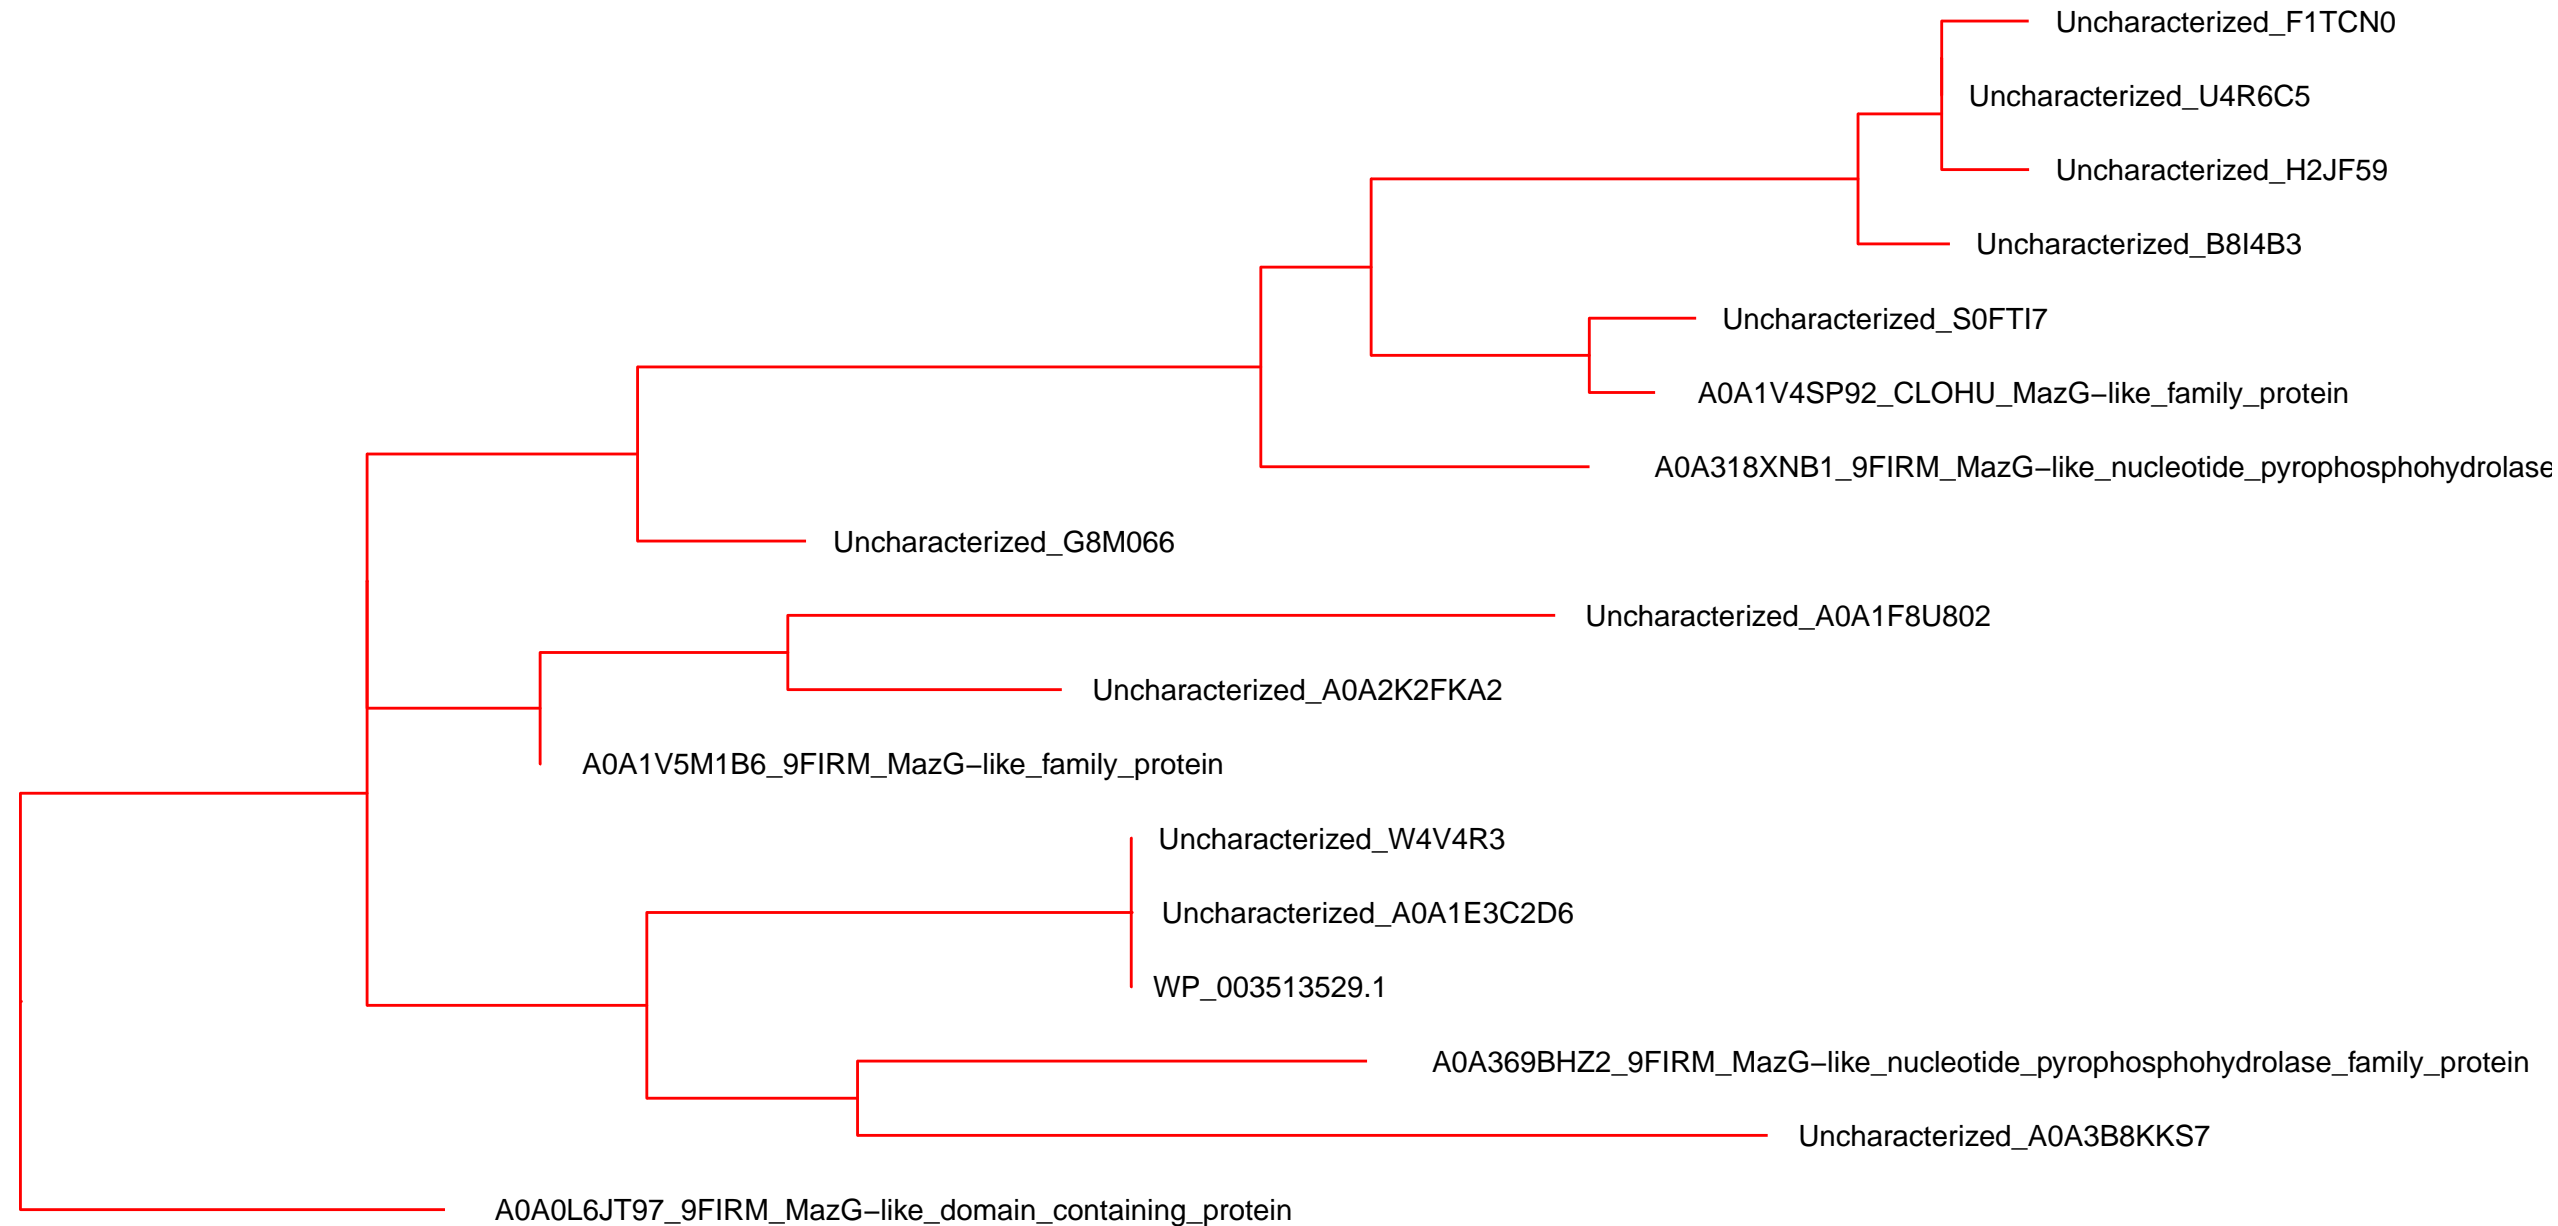 Uncharacterized_F1TCN0
Uncharacterized_U4R6C5
Uncharacterized_H2JF59
Uncharacterized_B8I4B3
Uncharacterized_S0FTI7
A0A1V4SP92_CLOHU_MazG−like_family_protein
A0A318XNB1_9FIRM_MazG−like_nucleotide_pyrophosphohydrolase
Uncharacterized_G8M066
Uncharacterized_A0A1F8U802
Uncharacterized_A0A2K2FKA2
A0A1V5M1B6_9FIRM_MazG−like_family_protein
Uncharacterized_W4V4R3
Uncharacterized_A0A1E3C2D6
WP_003513529.1
A0A369BHZ2_9FIRM_MazG−like_nucleotide_pyrophosphohydrolase_family_protein
Uncharacterized_A0A3B8KKS7
A0A0L6JT97_9FIRM_MazG−like_domain_containing_protein